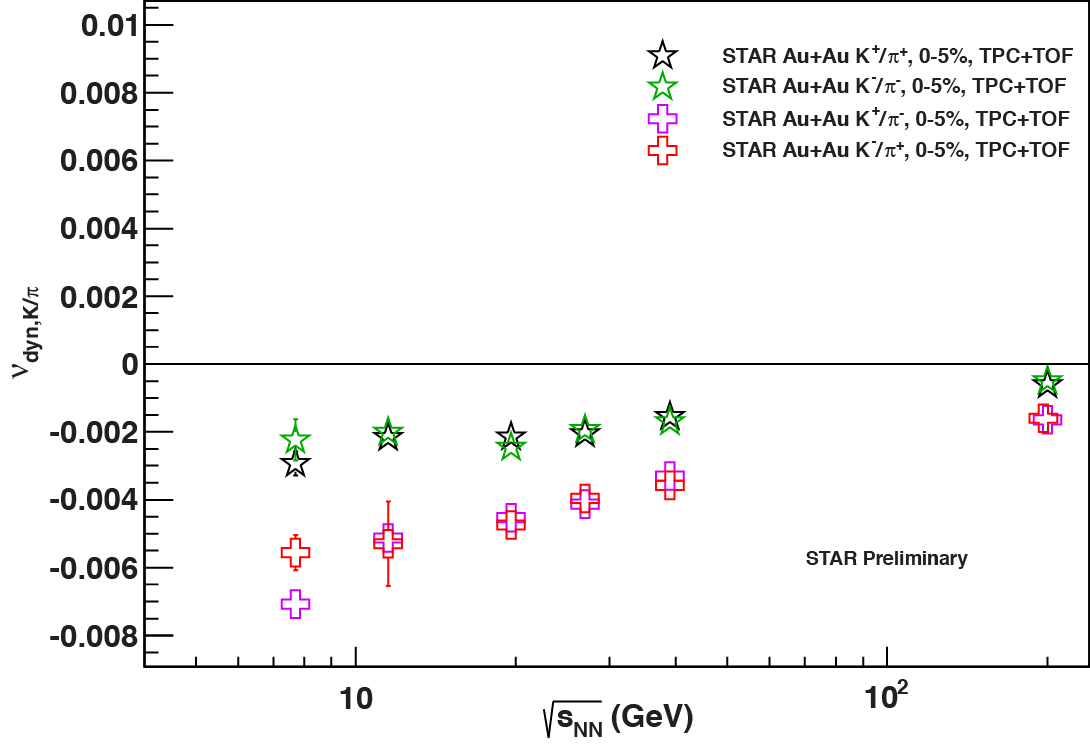 0.01
0.008
0.006
0.004
0.002
0
-0.002
-0.004
-0.006
-0.008
ν_dyn,K/π
STAR Au+Au K⁺/π⁺, 0-5%, TPC+TOF
STAR Au+Au K⁻/π⁻, 0-5%, TPC+TOF
STAR Au+Au K⁺/π⁻, 0-5%, TPC+TOF
STAR Au+Au K⁻/π⁺, 0-5%, TPC+TOF
STAR Preliminary
10
10²
√s_NN (GeV)